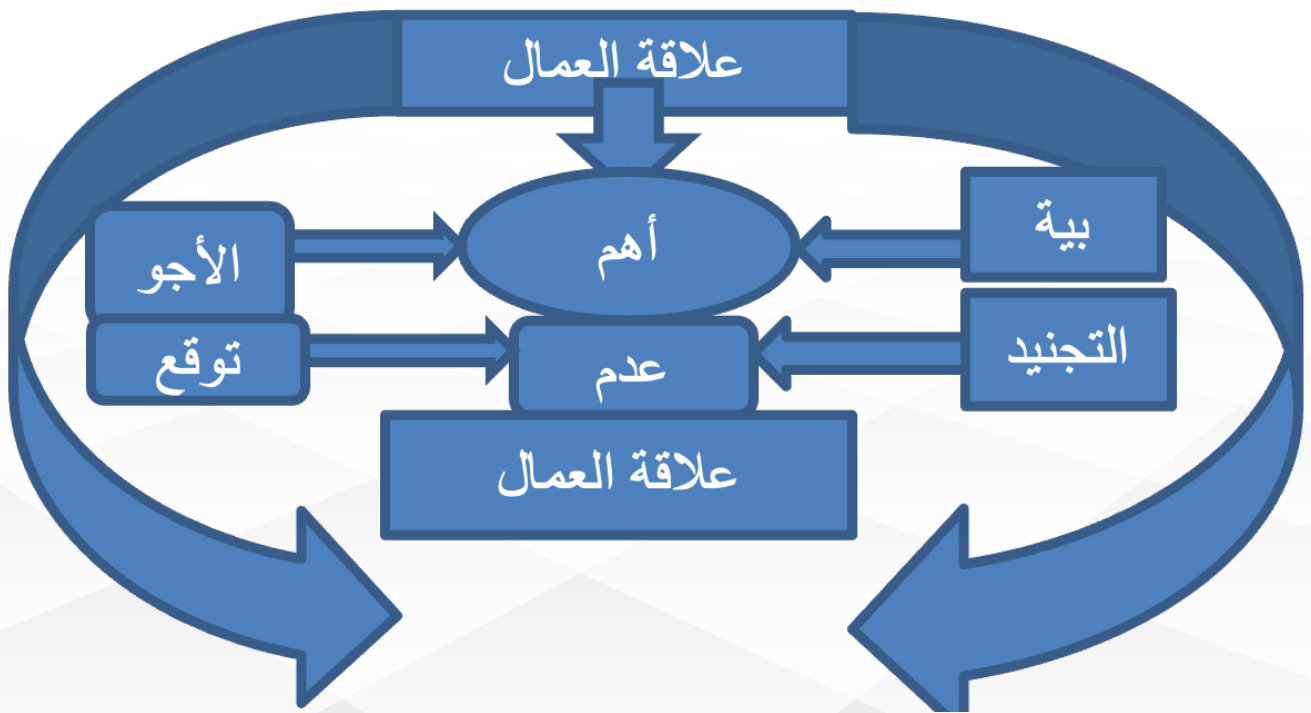 علاقة العمال
بية
أهم
الأجو
التجنيد
عدم
توقع
علاقة العمال